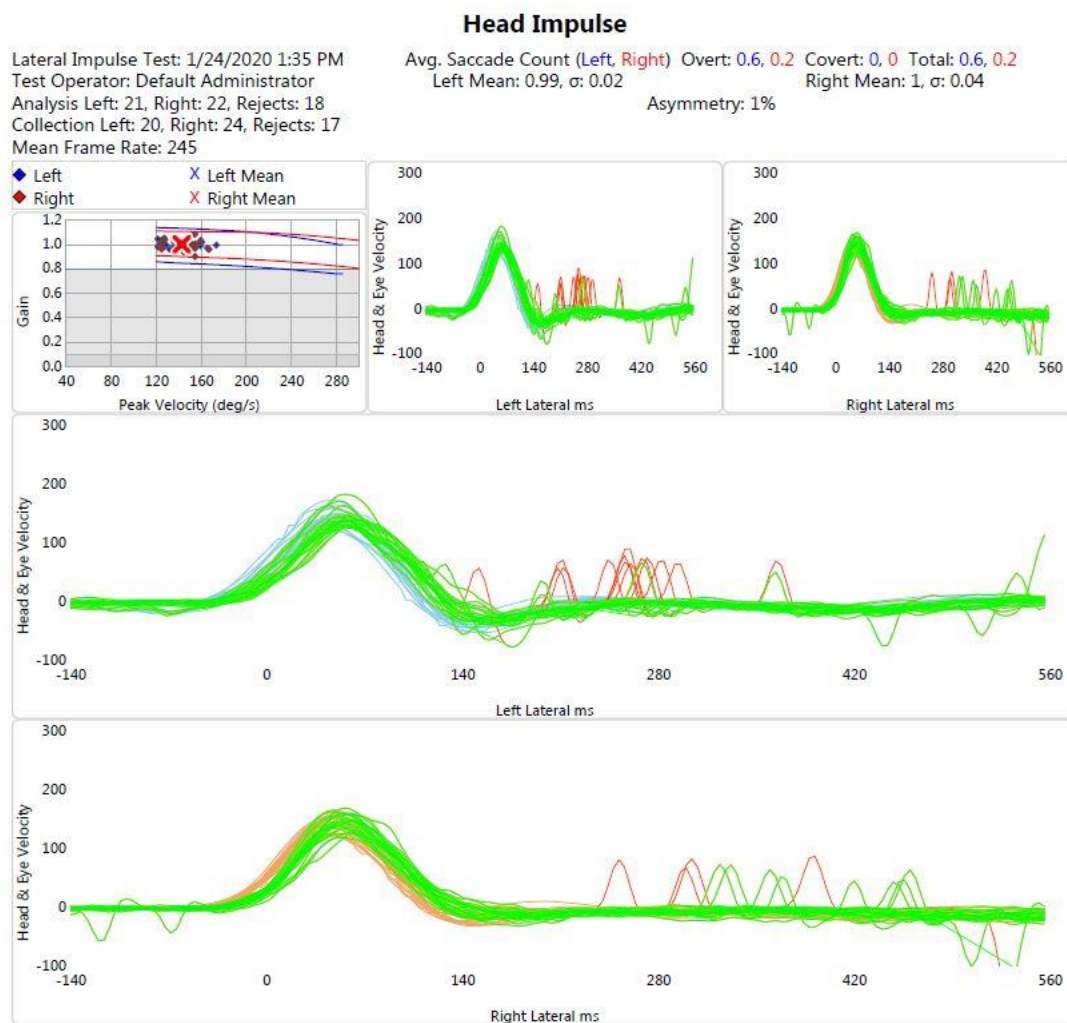 Head Impulse
Lateral Impulse Test: 1/24/2020 1:35 PM
Test Operator: Default Administrator
Analysis Left: 21, Right: 22, Rejects: 18
Collection Left: 20, Right: 24, Rejects: 17
Mean Frame Rate: 245
Avg. Saccade Count (Left, Right) Overt: 0.6, 0.2 Covert: 0, 0 Total: 0.6, 0.2
Left Mean: 0.99, σ: 0.02 Right Mean: 1, σ: 0.04
Asymmetry: 1%
Left X Left Mean
Right X Right Mean
Gain
1.2
1.0
0.8
0.6
0.4
0.2
0.0
40 80 120 160 200 240 280
Peak Velocity (deg/s)
Head & Eye Velocity
300
200
100
0
-100
-140 0 140 280 420 560
Left Lateral ms
Head & Eye Velocity
300
200
100
0
-100
-140 0 140 280 420 560
Right Lateral ms
Head & Eye Velocity
300
200
100
0
-100
-140 0 140 280 420 560
Left Lateral ms
Head & Eye Velocity
300
200
100
0
-100
-140 0 140 280 420 560
Right Lateral ms